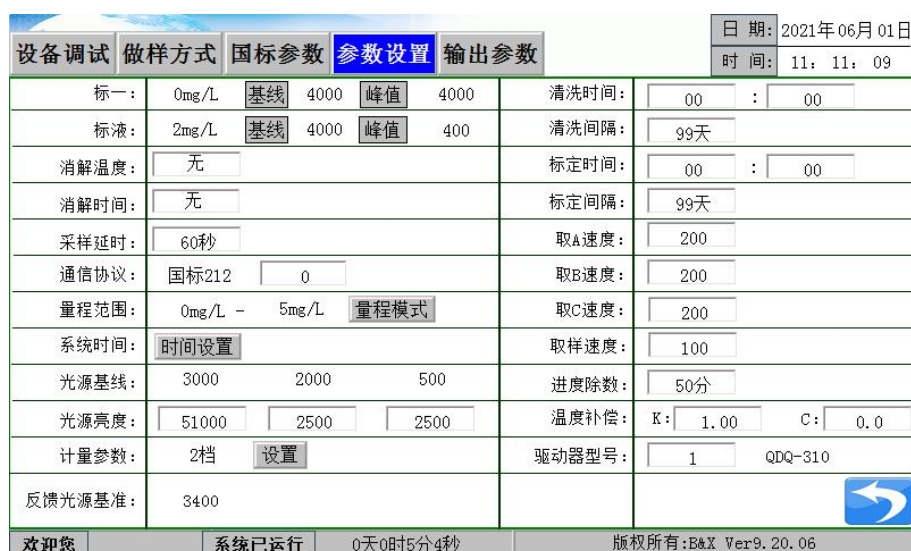 日 期: 2021年06月01日
设备调试 做样方式 国标参数 参数设置 输出参数
时 间: 11: 11: 09
标一: 0mg/L 基线 4000 峰值 4000 清洗时间: 00 : 00
标液: 2mg/L 基线 4000 峰值 400 清洗间隔: 99天
消解温度: 无 标定时间: 00 : 00
消解时间: 无 标定间隔: 99天
采样延时: 60秒 取A速度: 200
通信协议: 国标212 0 取B速度: 200
量程范围: 0mg/L - 5mg/L 量程模式 取C速度: 200
系统时间: 时间设置 取样速度: 100
光源基线: 3000 2000 500 进度除数: 50分
光源亮度: 51000 2500 2500 温度补偿: K: 1.00 C: 0.0
计量参数: 2档 设置 驱动器型号: 1 QDQ-310
反馈光源基准: 3400
欢迎您 系统已运行 0天0时5分4秒 版权所有:B&X Ver9.20.06